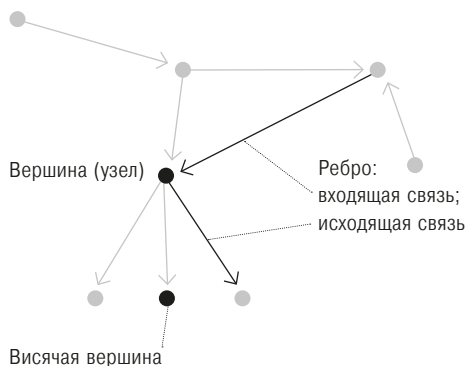 Вершина (узел)
Ребро:
входящая связь;
исходящая связь
Висячая вершина